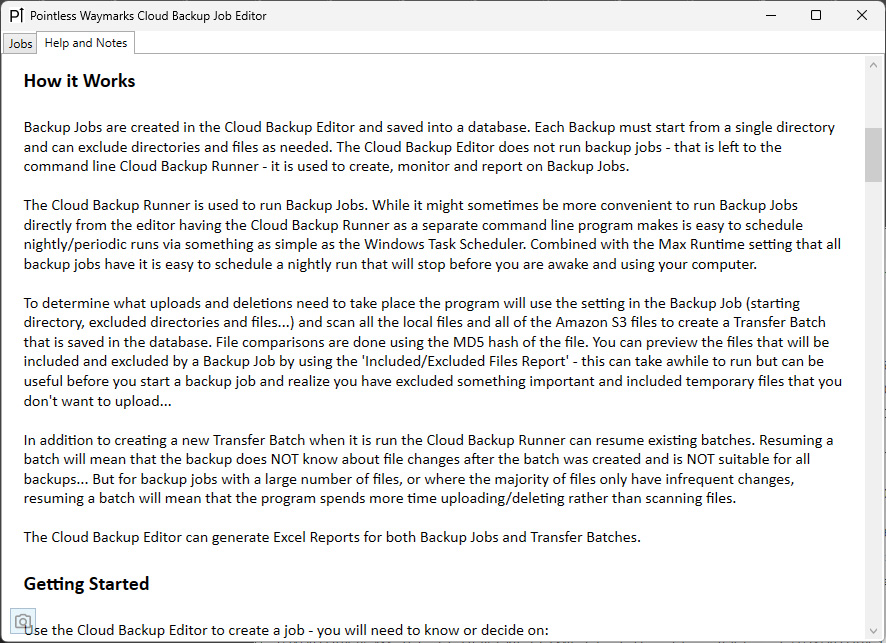 Pointless Waymarks Cloud Backup Job Editor
Jobs
Help and Notes
How it Works
Backup Jobs are created in the Cloud Backup Editor and saved into a database. Each Backup must start from a single directory
and can exclude directories and files as needed. The Cloud Backup Editor does not run backup jobs - that is left to the
command line Cloud Backup Runner - it is used to create, monitor and report on Backup Jobs.
The Cloud Backup Runner is used to run Backup Jobs. While it might sometimes be more convenient to run Backup Jobs
directly from the editor having the Cloud Backup Runner as a separate command line program makes is easy to schedule
nightly/periodic runs via something as simple as the Windows Task Scheduler. Combined with the Max Runtime setting that all
backup jobs have it is easy to schedule a nightly run that will stop before you are awake and using your computer.
To determine what uploads and deletions need to take place the program will use the setting in the Backup Job (starting
directory, excluded directories and files...) and scan all the local files and all of the Amazon S3 files to create a Transfer Batch
that is saved in the database. File comparisons are done using the MD5 hash of the file. You can preview the files that will be
included and excluded by a Backup Job by using the 'Included/Excluded Files Report' - this can take awhile to run but can be
useful before you start a backup job and realize you have excluded something important and included temporary files that you
don't want to upload...
In addition to creating a new Transfer Batch when it is run the Cloud Backup Runner can resume existing batches. Resuming a
batch will mean that the backup does NOT know about file changes after the batch was created and is NOT suitable for all
backups... But for backup jobs with a large number of files, or where the majority of files only have infrequent changes,
resuming a batch will mean that the program spends more time uploading/deleting rather than scanning files.
The Cloud Backup Editor can generate Excel Reports for both Backup Jobs and Transfer Batches.
Getting Started
Use the Cloud Backup Editor to create a job - you will need to know or decide on: